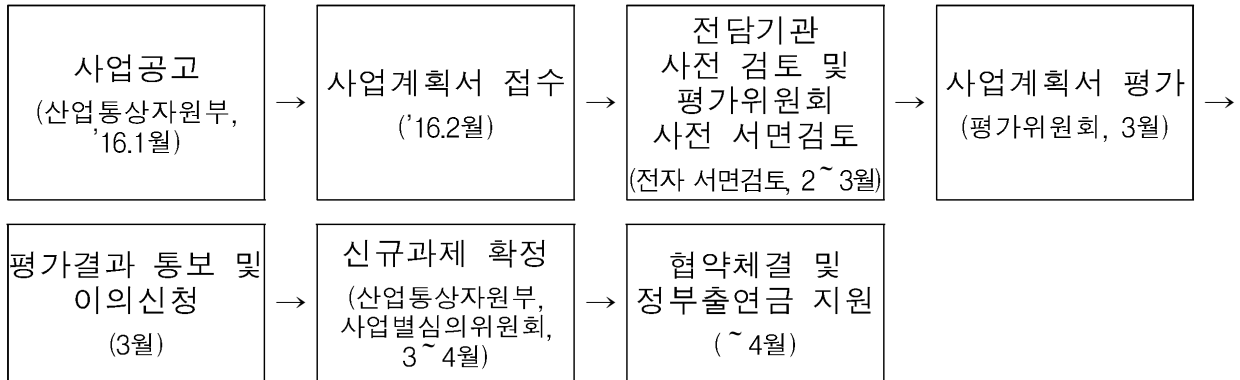 사업공고
(산업통상자원부,
'16.1월)
→
사업계획서 접수
('16.2월)
→
전담기관
사전 검토 및
평가위원회
사전 서면검토
(전자 서면검토, 2~3월)
→
사업계획서 평가
(평가위원회, 3월)
→
평가결과 통보 및
이의신청
(3월)
→
신규과제 확정
(산업통상자원부,
사업별심의위원회,
3~4월)
→
협약체결 및
정부출연금 지원
(~4월)